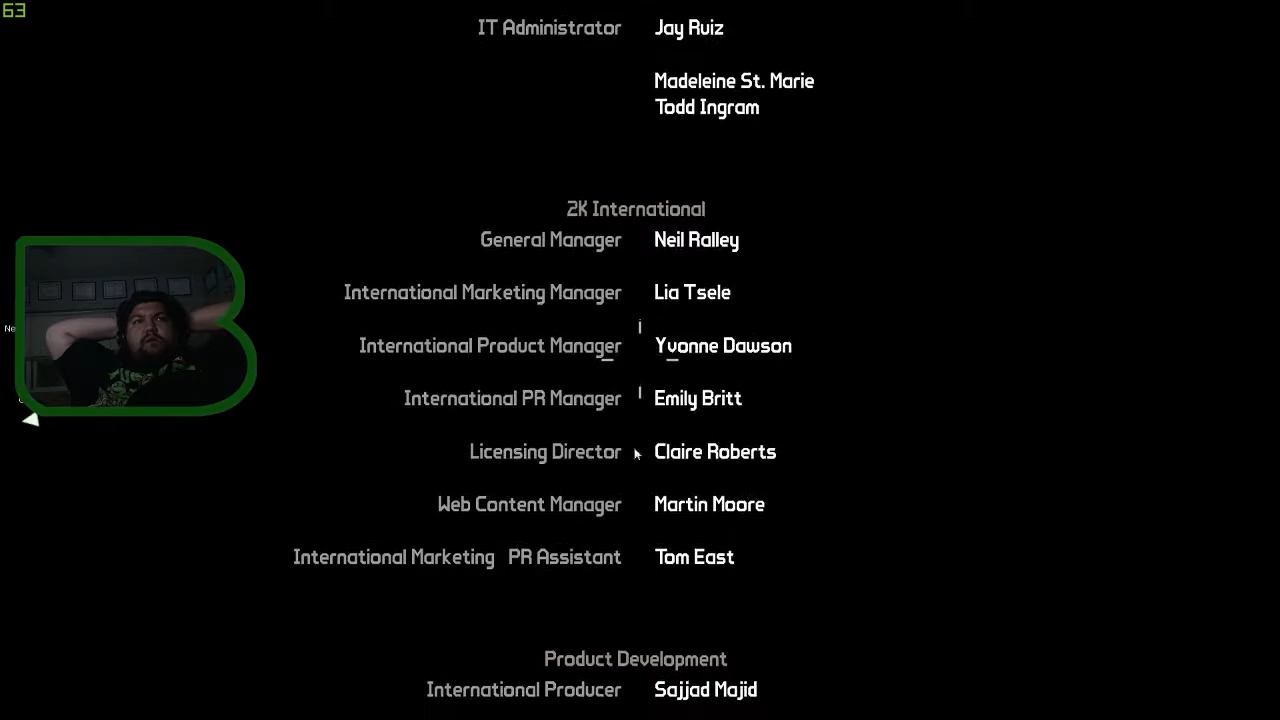 63
IT Administrator Jay Ruiz
Madeleine St. Marie
Todd Ingram
2K International
General Manager Neil Ralley
International Marketing Manager Lia Tsele
Ne
International Product Manager Yvonne Dawson
International PR Manager Emily Britt
Licensing Director Claire Roberts
Web Content Manager Martin Moore
International Marketing PR Assistant Tom East
Product Development
International Producer Sajjad Majid